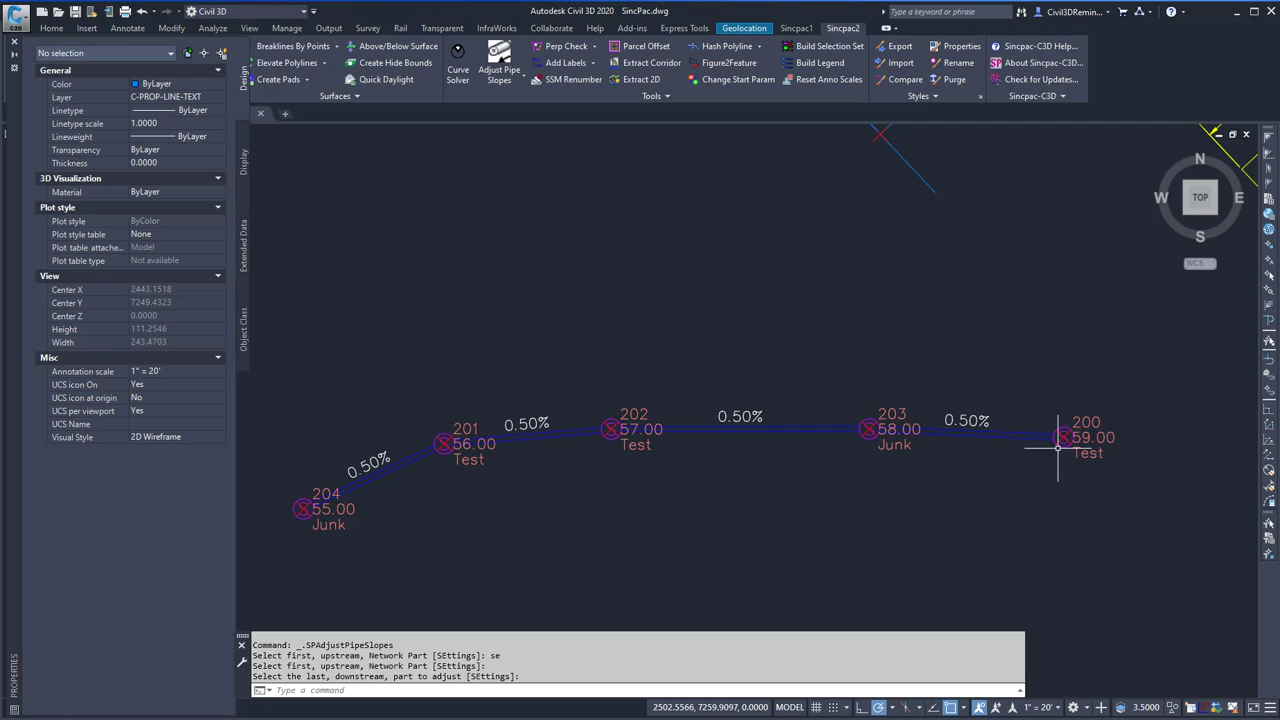 C3D
Civil 3D
Autodesk Civil 3D 2020
SincPac.dwg
Type a keyword or phrase
Civil3DRemin...
Home
Insert
Annotate
Modify
Analyze
View
Manage
Output
Survey
Rail
Transparent
InfraWorks
Collaborate
Help
Add-ins
Express Tools
Geolocation
Sincpac1
Sincpac2
Breaklines By Points
Above/Below Surface
Elevate Polylines
Create Hide Bounds
Create Pads
Quick Daylight
Surfaces
Curve
Solver
Adjust Pipe
Slopes
Perp Check
Add Labels
SSM Renumber
Parcel Offset
Extract Corridor
Extract 2D
Hash Polyline
Figure2Feature
Change Start Param
Build Selection Set
Build Legend
Reset Anno Scales
Tools
Export
Import
Compare
Properties
Rename
Purge
Styles
Sincpac-C3D Help...
About Sincpac-C3D...
Check for Updates...
Sincpac-C3D
No selection
General
Color ByLayer
Layer C-PROP-LINE-TEXT
Linetype ByLayer
Linetype scale 1.0000
Lineweight ByLayer
Transparency ByLayer
Thickness 0.0000
3D Visualization
Material ByLayer
Plot style
Plot style ByColor
Plot style table None
Plot table attache... Model
Plot table type Not available
View
Center X 2443.1518
Center Y 7249.4323
Center Z 0.0000
Height 111.2546
Width 243.4703
Misc
Annotation scale 1" = 20'
UCS icon On Yes
UCS icon at origin No
UCS per viewport Yes
UCS Name
Visual Style 2D Wireframe
Design
Display
Extended Data
Object Class
PROPERTIES
N
W
TOP
E
S
WCS
204
55.00
Junk
0.50%
201
56.00
Test
0.50%
202
57.00
Test
0.50%
203
58.00
Junk
0.50%
200
59.00
Test
Command: _.SPAdjustPipeSlopes
Select first, upstream, Network Part [SEttings]: se
Select first, upstream, Network Part [SEttings]:
Select the last, downstream, part to adjust [SEttings]:
Type a command
2502.5566, 7259.9097, 0.0000
MODEL
1" = 20'
3.5000